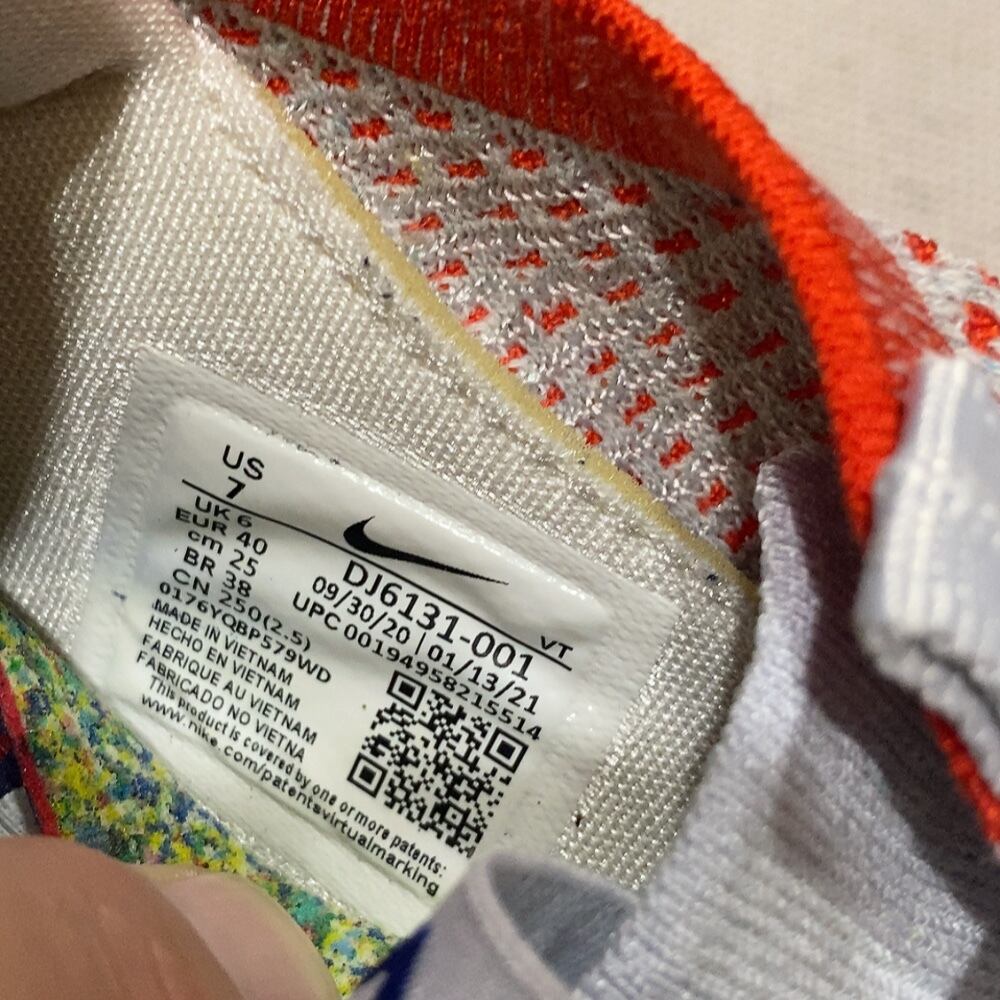 US
7
UK 6
EUR 40
cm 25
BR 38
CN 250(2.5)
0176YQBP579WD
MADE IN VIETNAM
HECHO EN VIETNAM
FABRIQUE AU VIETNAM
FABRICADO NO VIETNA
This product is covered by one or more patents:
www.nike.com/patentsvirtualmarking
DJ6131-001 VT
09/30/20 | 01/13/21
UPC 00194958215514